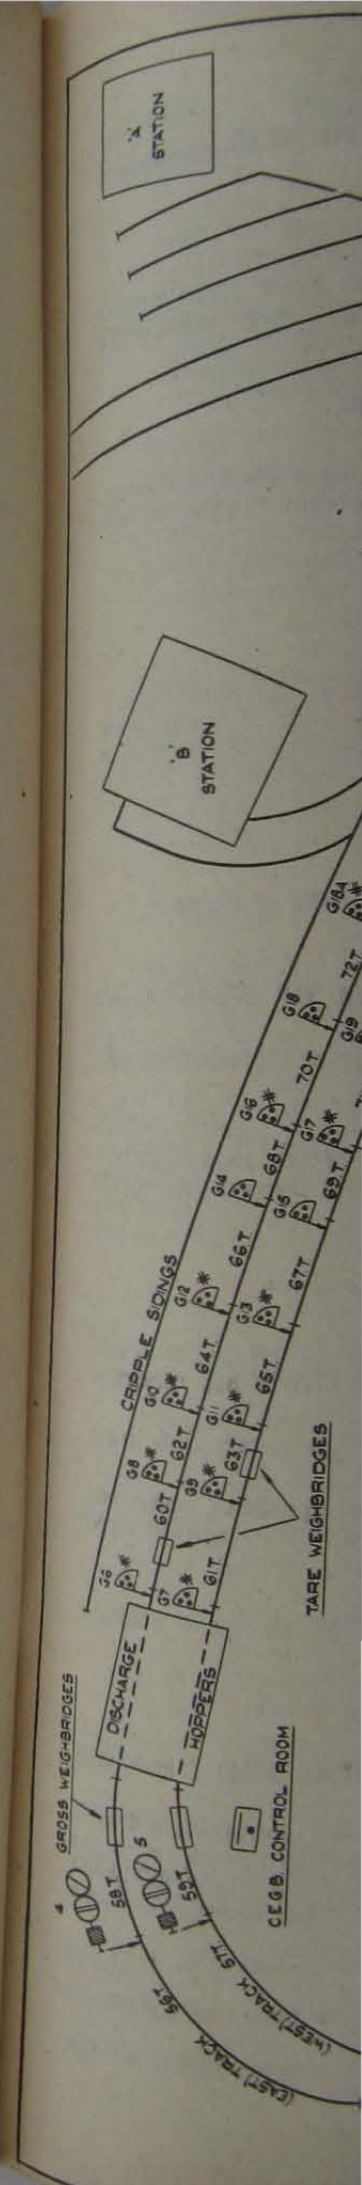 'A'
STATION
'B'
STATION
G18A
*
72T
G18
G19
70T
G16
*
G17
*
68T
69T
G14
G15
66T
67T
CRIPPLE SIDINGS
G12
*
G13
*
64T
65T
G10
*
G11
*
62T
63T
G8
*
G9
*
60T
61T
G6
*
G7
*
TARE WEIGHBRIDGES
DISCHARGE
HOPPERS
GROSS WEIGHBRIDGES
4
5
58T
59T
C.E.G.B. CONTROL ROOM
56T
57T
(EAST) TRACK
(WEST) TRACK